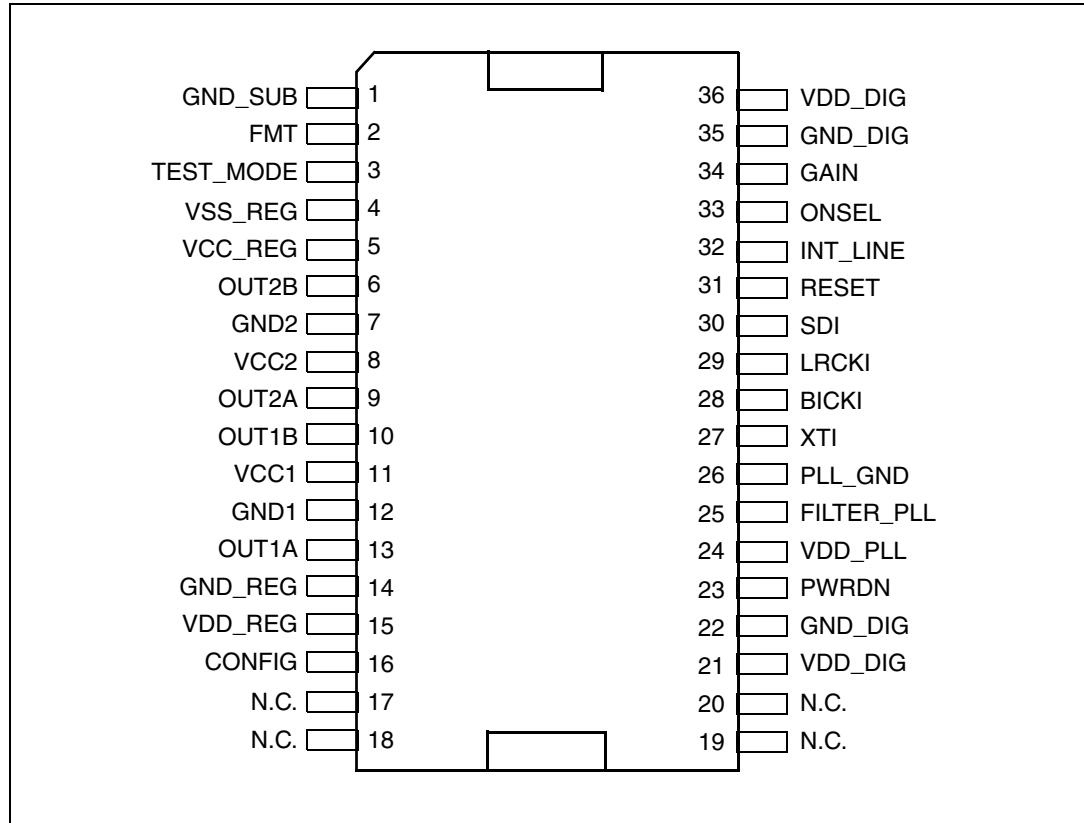 GND_SUB 1 36 VDD_DIG
FMT 2 35 GND_DIG
TEST_MODE 3 34 GAIN
VSS_REG 4 33 ONSEL
VCC_REG 5 32 INT_LINE
OUT2B 6 31 RESET
GND2 7 30 SDI
VCC2 8 29 LRCKI
OUT2A 9 28 BICKI
OUT1B 10 27 XTI
VCC1 11 26 PLL_GND
GND1 12 25 FILTER_PLL
OUT1A 13 24 VDD_PLL
GND_REG 14 23 PWRDN
VDD_REG 15 22 GND_DIG
CONFIG 16 21 VDD_DIG
N.C. 17 20 N.C.
N.C. 18 19 N.C.